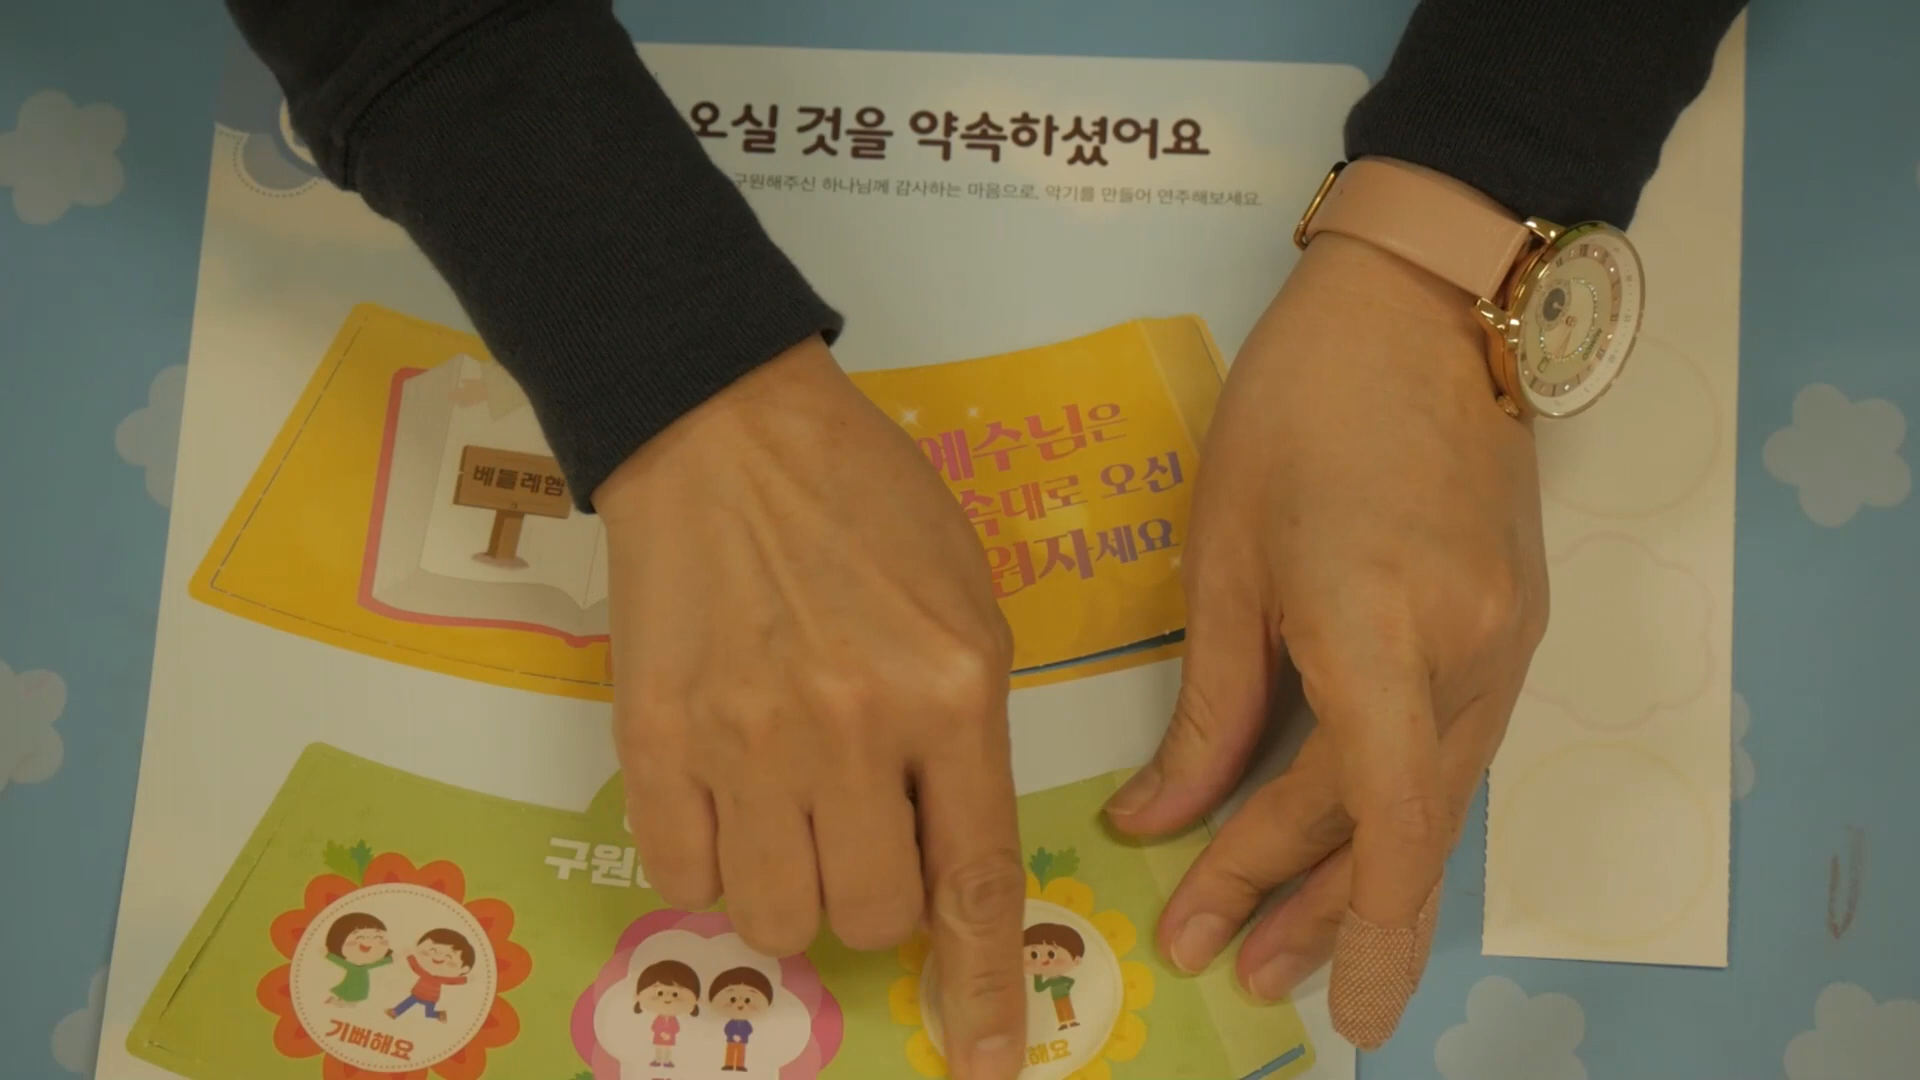 오실 것을 약속하셨어요
구원해주신 하나님께 감사하는 마음으로, 악기를 만들어 연주해보세요.
베들레헴
예수님은
속대로 오신
원자세요
구원
기뻐해요
해요